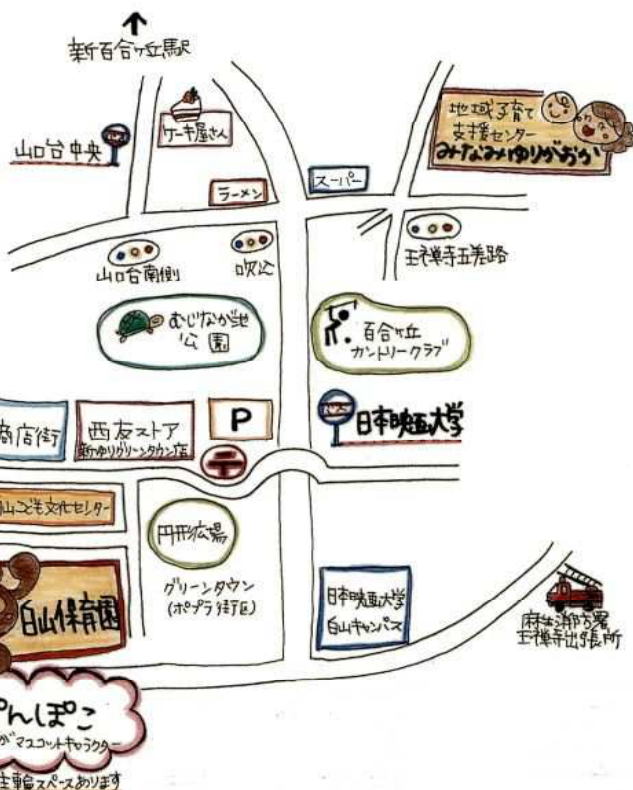 新百合ヶ丘駅
山口台中央
バス
ケーキ屋さん
ラーメン
スーパー
地域子育て
支援センター
みなみゆりがおか
山口台南側
吹込
王禅寺五差路
むじなが池
公園
百合ヶ丘
カントリークラブ
商店街
西友ストア
新ゆりグリーンタウン店
P
〒
バス
日本映画大学
山こども文化センター
円形広場
グリーンタウン
(ポプラ街区)
白山保育園
日本映画大学
白山キャンパス
麻生消防署
王禅寺出張所
んぽこ
がマスコットキャラクター
輪スペースあります